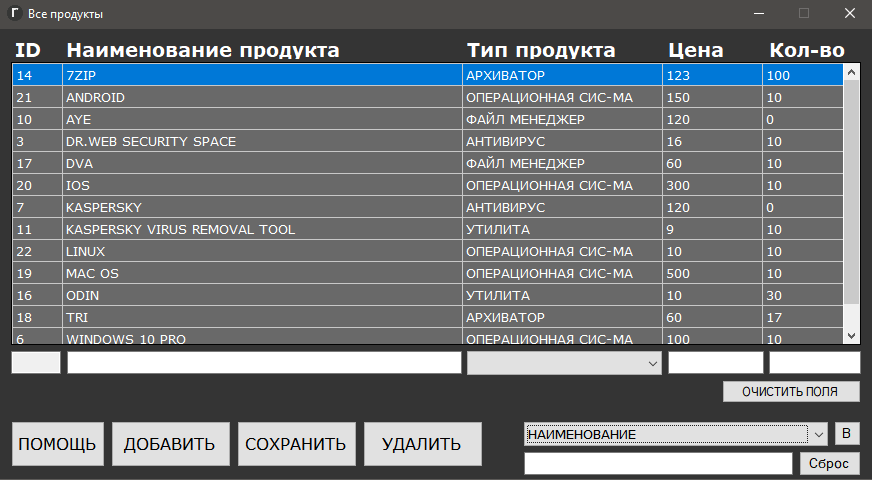 Г Все продукты
ID Наименование продукта Тип продукта Цена Кол-во
14 7ZIP АРХИВАТОР 123 100
21 ANDROID ОПЕРАЦИОННАЯ СИС-МА 150 10
10 AYE ФАЙЛ МЕНЕДЖЕР 120 0
3 DR.WEB SECURITY SPACE АНТИВИРУС 16 10
17 DVA ФАЙЛ МЕНЕДЖЕР 60 10
20 IOS ОПЕРАЦИОННАЯ СИС-МА 300 10
7 KASPERSKY АНТИВИРУС 120 0
11 KASPERSKY VIRUS REMOVAL TOOL УТИЛИТА 9 10
22 LINUX ОПЕРАЦИОННАЯ СИС-МА 10 10
19 MAC OS ОПЕРАЦИОННАЯ СИС-МА 500 10
16 ODIN УТИЛИТА 10 30
18 TRI АРХИВАТОР 60 17
6 WINDOWS 10 PRO ОПЕРАЦИОННАЯ СИС-МА 100 10
ОЧИСТИТЬ ПОЛЯ
ПОМОЩЬ ДОБАВИТЬ СОХРАНИТЬ УДАЛИТЬ
НАИМЕНОВАНИЕ В
Сброс